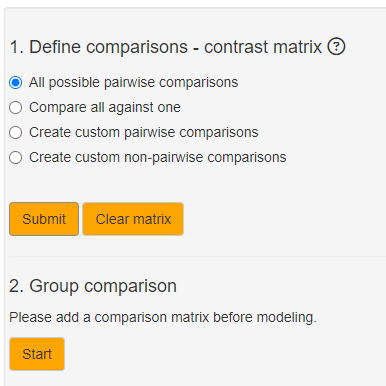 1. Define comparisons - contrast matrix ?
All possible pairwise comparisons
Compare all against one
Create custom pairwise comparisons
Create custom non-pairwise comparisons
Submit Clear matrix
2. Group comparison
Please add a comparison matrix before modeling.
Start